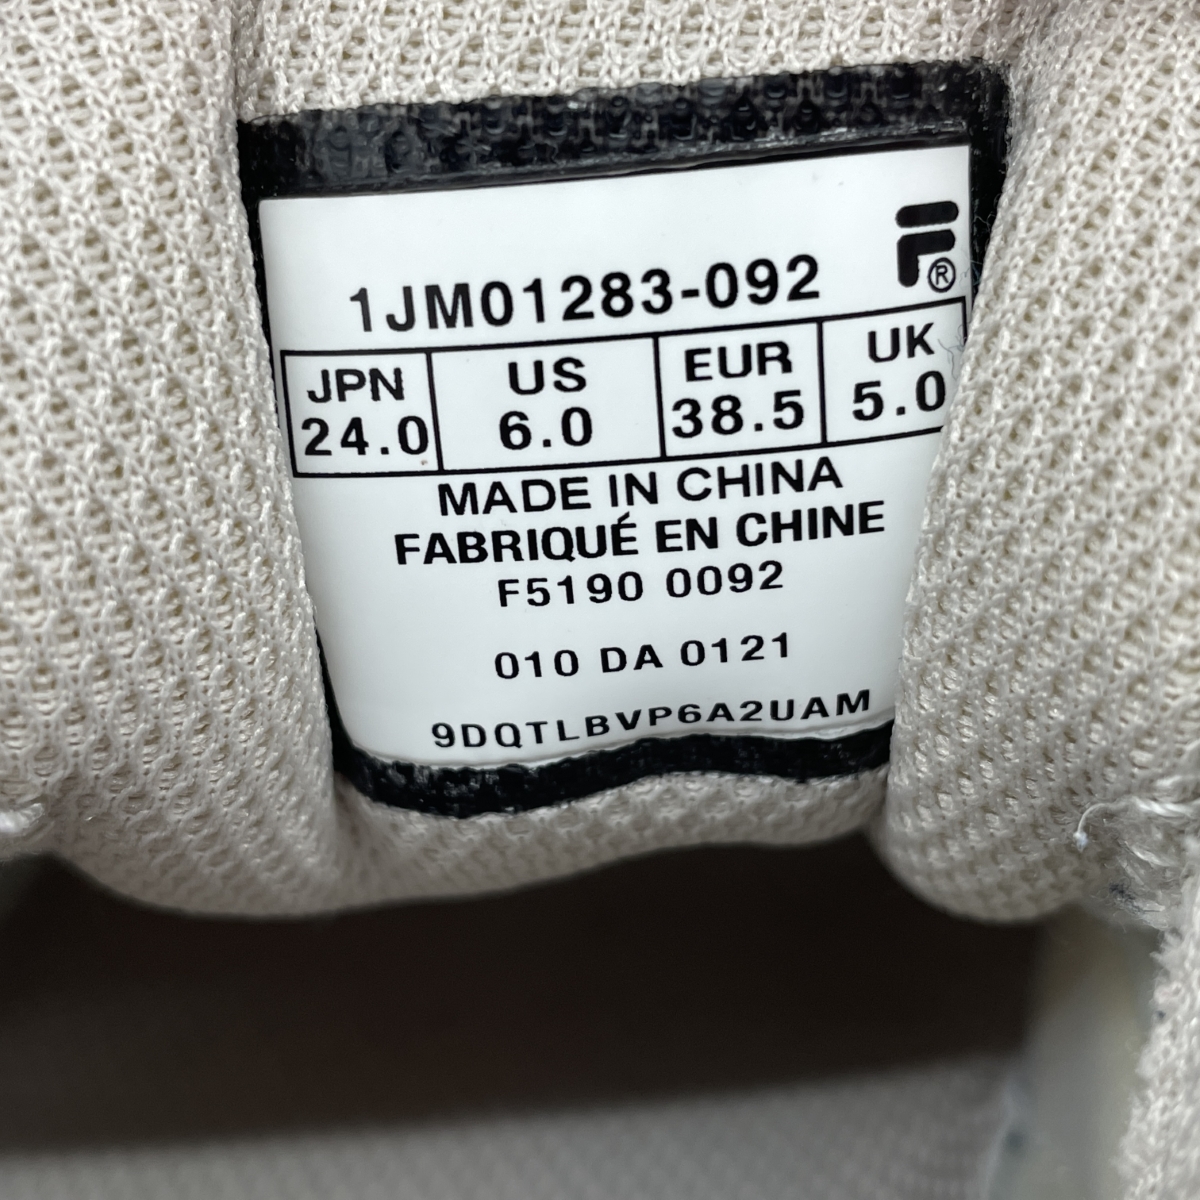 F®
1JM01283-092
JPN US EUR UK
24.0 6.0 38.5 5.0
MADE IN CHINA
FABRIQUÉ EN CHINE
F5190 0092
010 DA 0121
9DQTLBVP6A2UAM